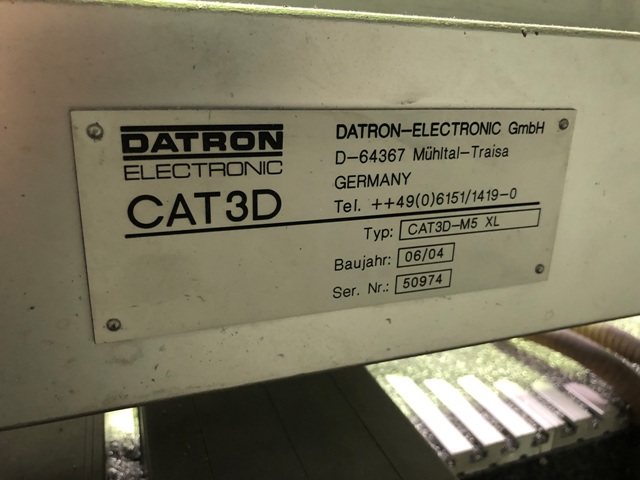 DATRON
ELECTRONIC
CAT3D
DATRON-ELECTRONIC GmbH
D-64367 Mühltal-Traisa
GERMANY
Tel. ++49(0)6151/1419-0
Typ: CAT3D-M5 XL
Baujahr: 06/04
Ser. Nr.: 50974